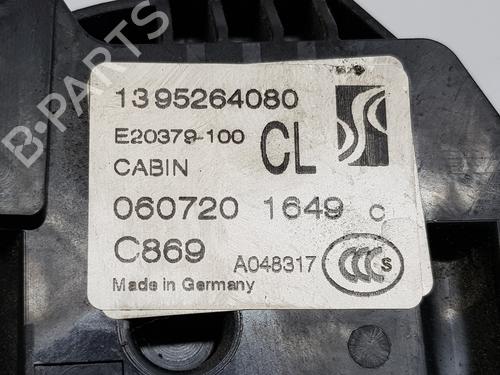 1395264080
E20379-100
CL
CABIN
060720 1649 c
C869
A048317
CCC S
Made in Germany
B-PARTS